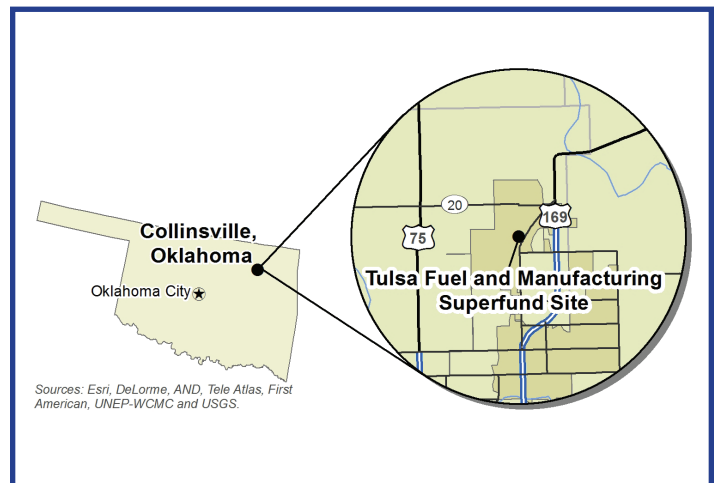 Collinsville,
Oklahoma
Oklahoma City
Sources: Esri, DeLorme, AND, Tele Atlas, First
American, UNEP-WCMC and USGS.
20
169
75
Tulsa Fuel and Manufacturing
Superfund Site